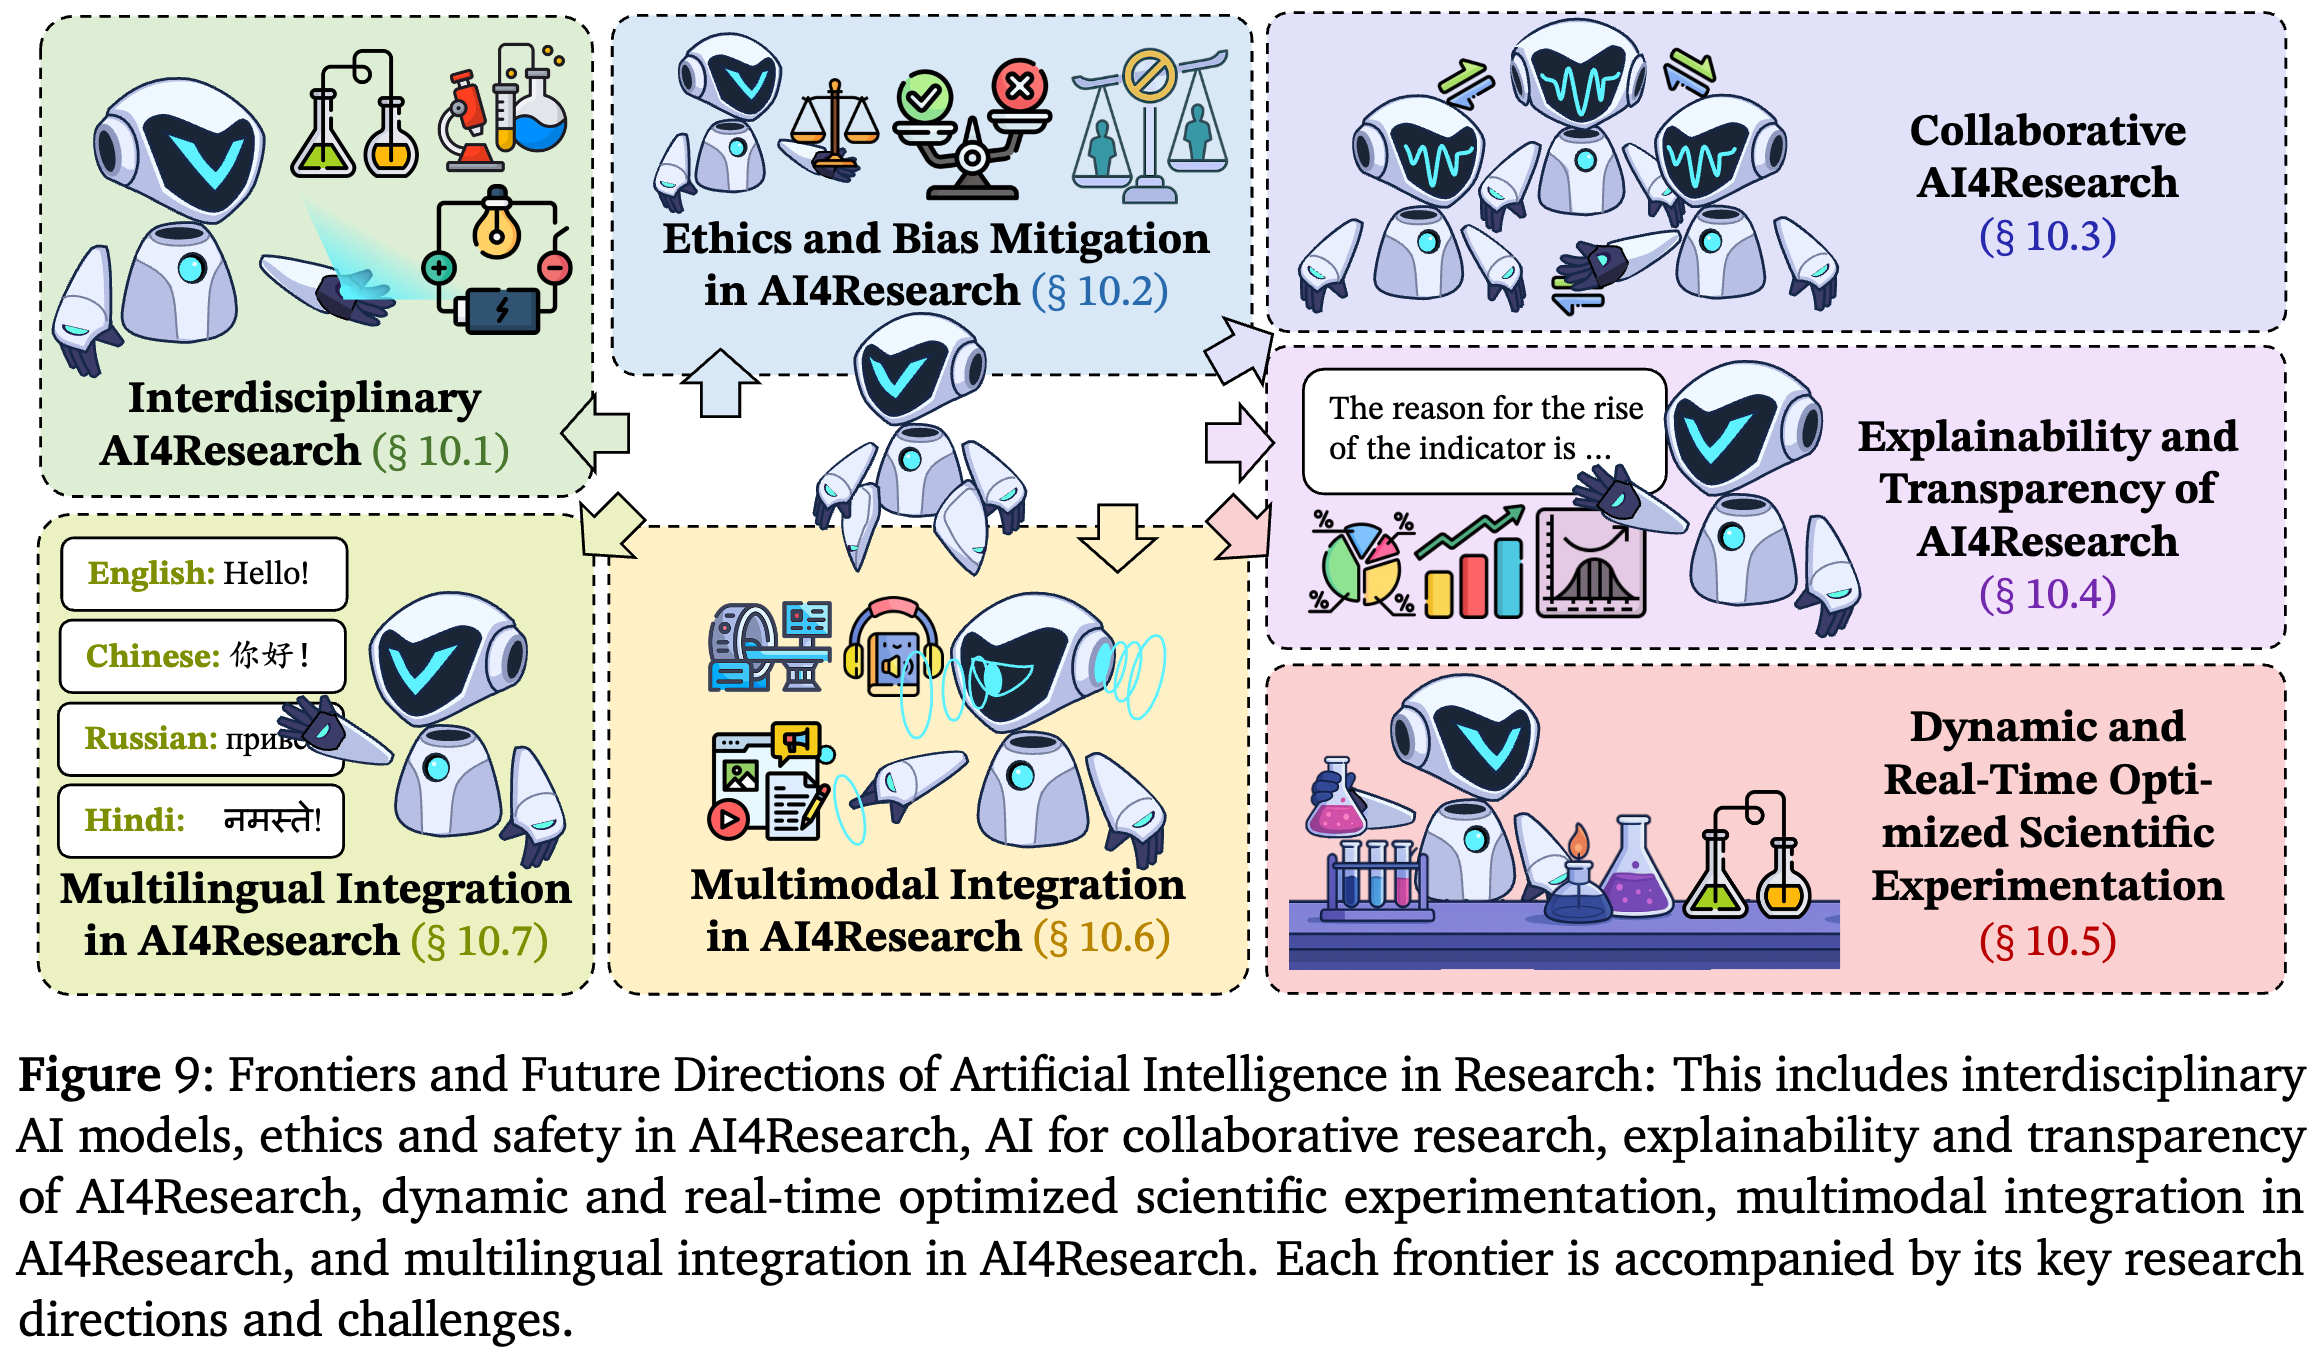 Interdisciplinary
AI4Research (§ 10.1)
Ethics and Bias Mitigation
in AI4Research (§ 10.2)
Collaborative
AI4Research
(§ 10.3)
The reason for the rise
of the indicator is ...
% %
% %
Explainability and
Transparency of
AI4Research
(§ 10.4)
Dynamic and
Real-Time Opti-
mized Scientific
Experimentation
(§ 10.5)
Multimodal Integration
in AI4Research (§ 10.6)
English: Hello!
Chinese: 你好!
Russian:
Hindi: नमस्ते!
Multilingual Integration
in AI4Research (§ 10.7)
Figure 9: Frontiers and Future Directions of Artificial Intelligence in Research: This includes interdisciplinary
AI models, ethics and safety in AI4Research, AI for collaborative research, explainability and transparency
of AI4Research, dynamic and real-time optimized scientific experimentation, multimodal integration in
AI4Research, and multilingual integration in AI4Research. Each frontier is accompanied by its key research
directions and challenges.